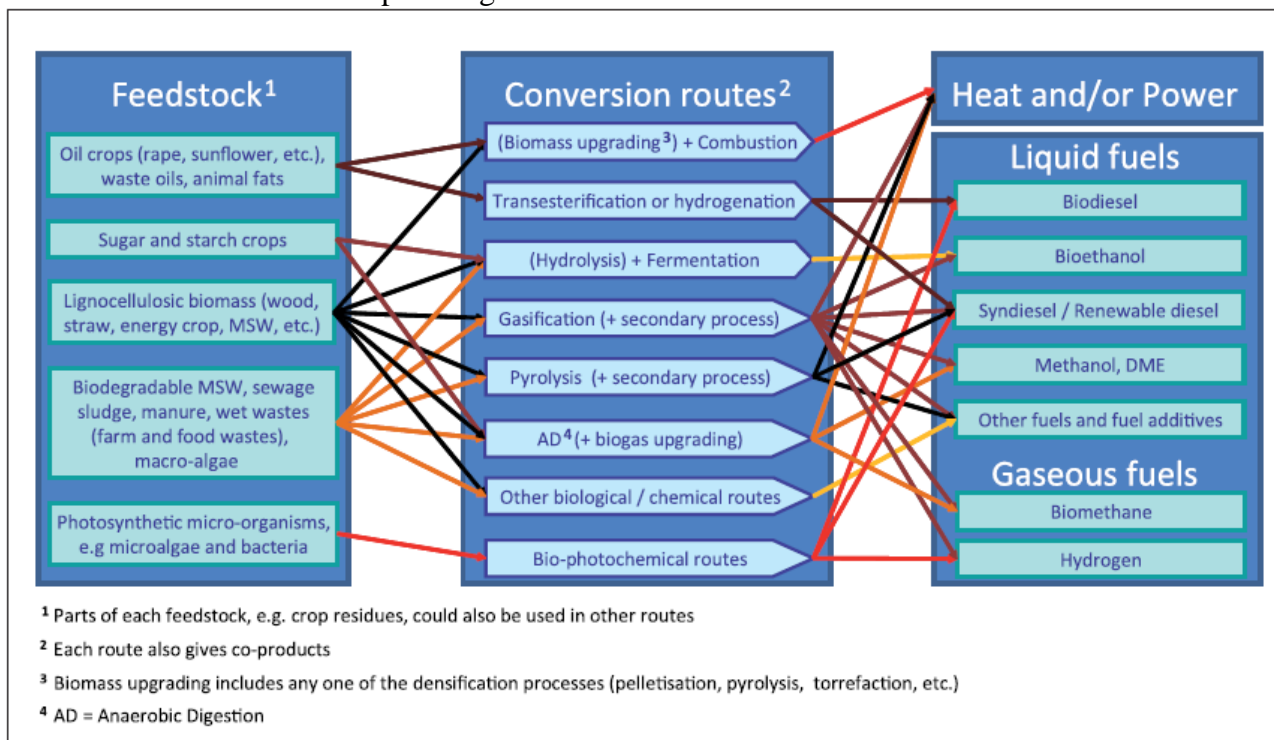 Feedstock¹
Oil crops (rape, sunflower, etc.),
waste oils, animal fats
Sugar and starch crops
Lignocellulosic biomass (wood,
straw, energy crop, MSW, etc.)
Biodegradable MSW, sewage
sludge, manure, wet wastes
(farm and food wastes),
macro-algae
Photosynthetic micro-organisms,
e.g microalgae and bacteria
Conversion routes²
(Biomass upgrading³) + Combustion
Transesterification or hydrogenation
(Hydrolysis) + Fermentation
Gasification (+ secondary process)
Pyrolysis (+ secondary process)
AD⁴ (+ biogas upgrading)
Other biological / chemical routes
Bio-photochemical routes
Heat and/or Power
Liquid fuels
Biodiesel
Bioethanol
Syndiesel / Renewable diesel
Methanol, DME
Other fuels and fuel additives
Gaseous fuels
Biomethane
Hydrogen
¹ Parts of each feedstock, e.g. crop residues, could also be used in other routes
² Each route also gives co-products
³ Biomass upgrading includes any one of the densification processes (pelletisation, pyrolysis, torrefaction, etc.)
⁴ AD = Anaerobic Digestion